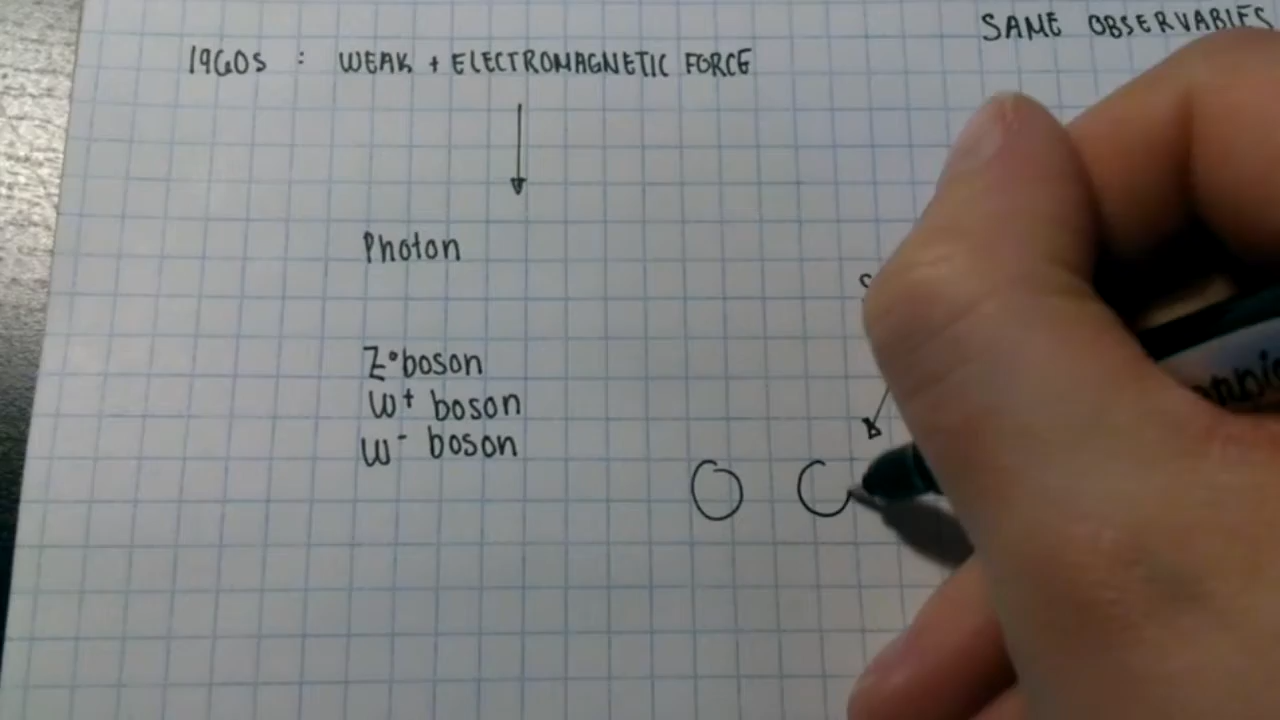 SAME OBSERVABLES
1960s : WEAK + ELECTROMAGNETIC FORCE
Photon
Z° boson
W+ boson
W- boson